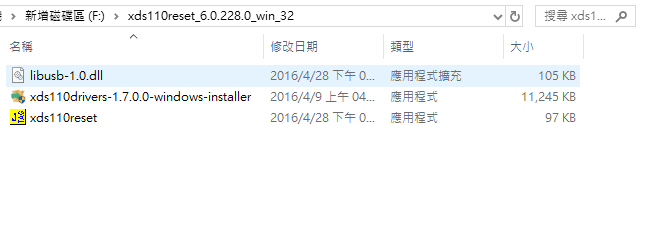 新增磁碟區 (F:) › xds110reset_6.0.228.0_win_32 搜尋 xds1...
名稱 修改日期 類型 大小
libusb-1.0.dll 2016/4/28 下午 0... 應用程式擴充 105 KB
xds110drivers-1.7.0.0-windows-installer 2016/4/9 上午 04... 應用程式 11,245 KB
xds110reset 2016/4/28 下午 0... 應用程式 97 KB